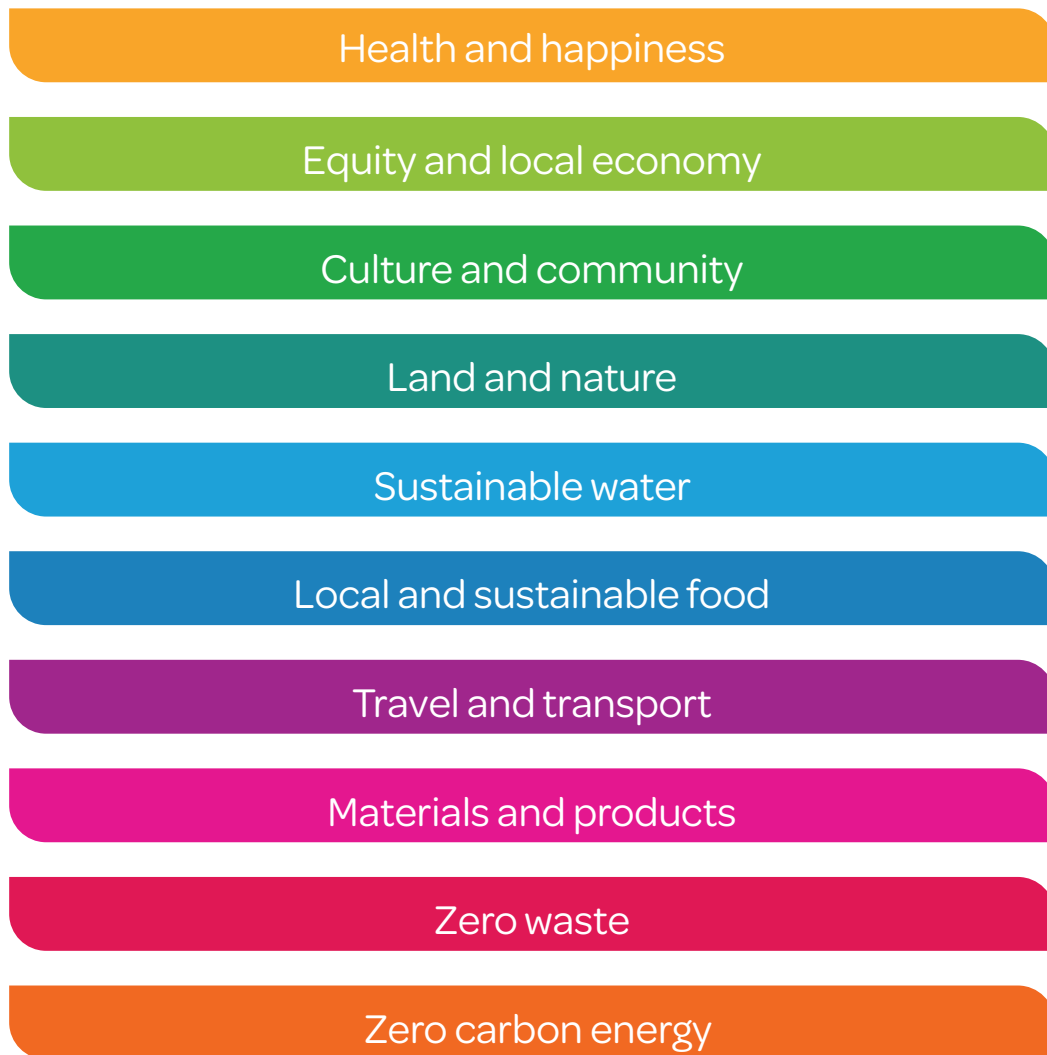 Health and happiness
Equity and local economy
Culture and community
Land and nature
Sustainable water
Local and sustainable food
Travel and transport
Materials and products
Zero waste
Zero carbon energy